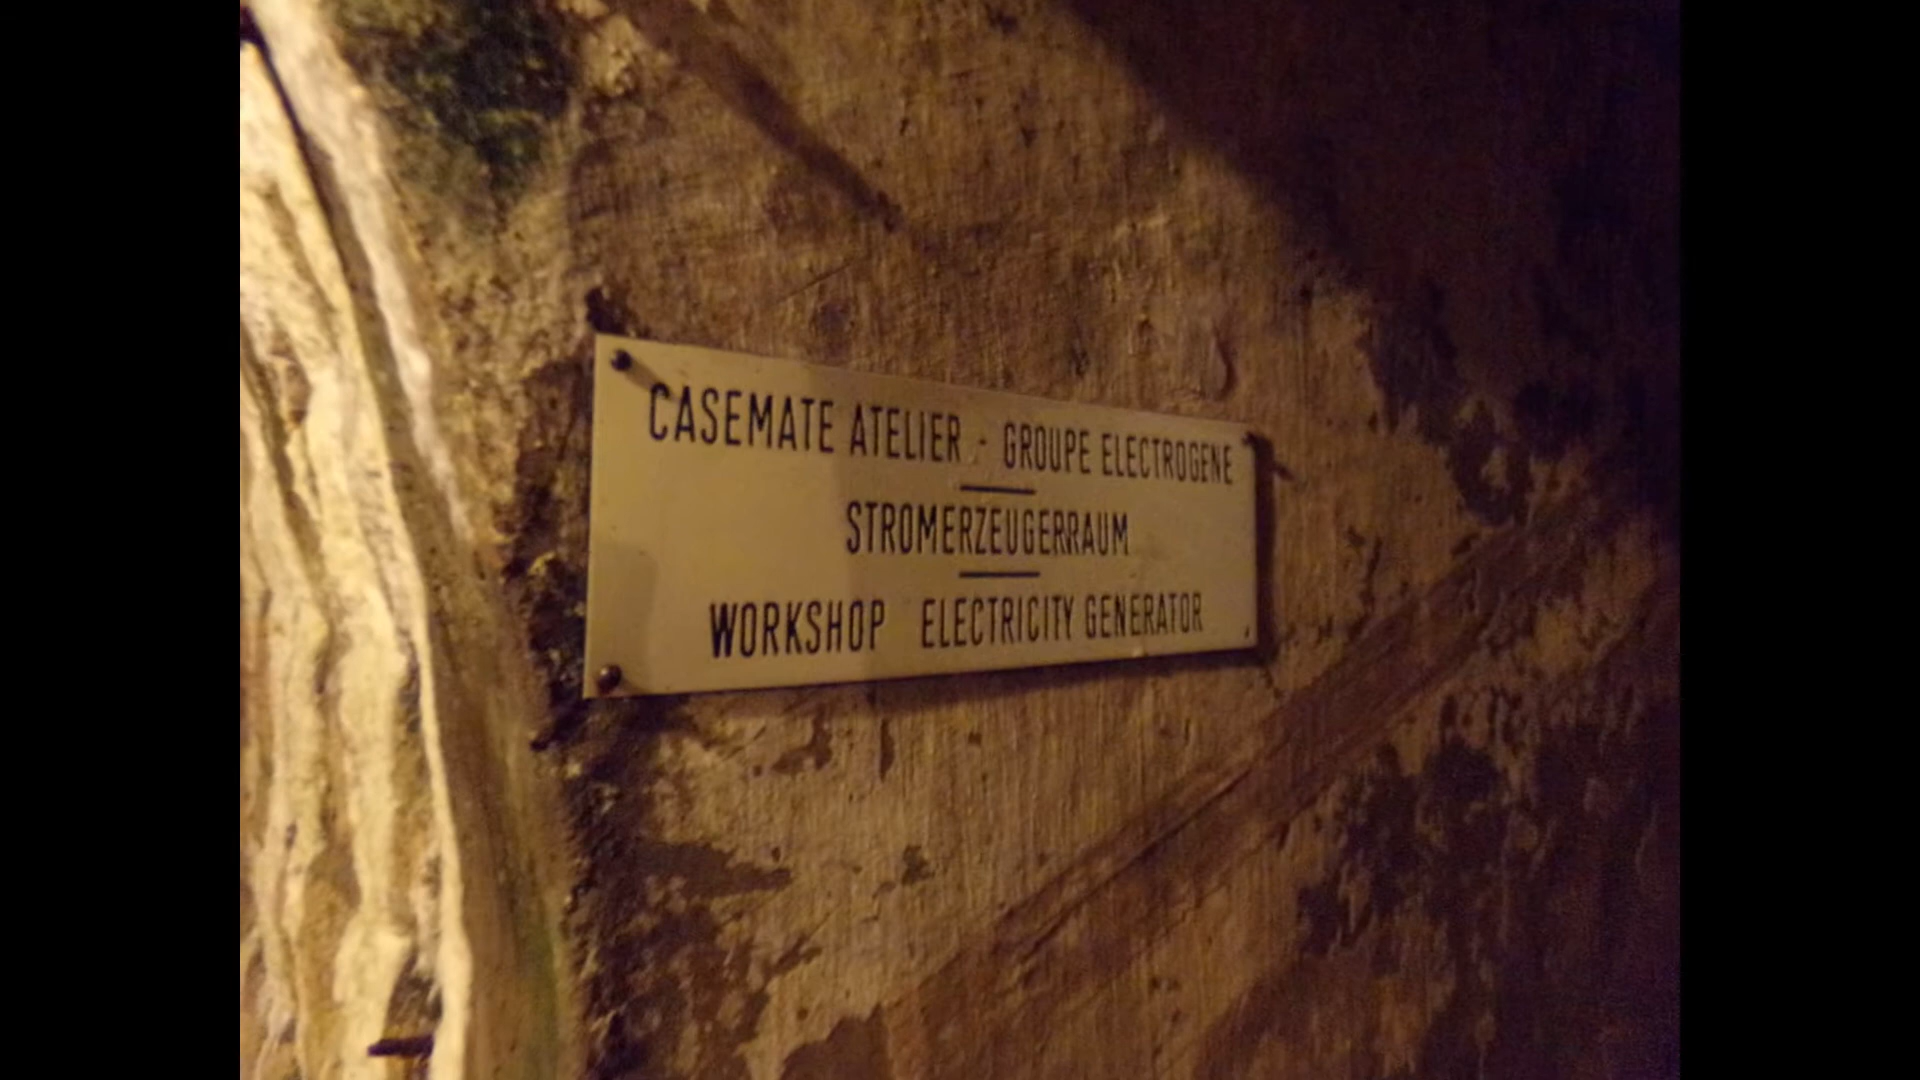 CASEMATE ATELIER - GROUPE ELECTROGENE
STROMERZEUGERRAUM
WORKSHOP ELECTRICITY GENERATOR